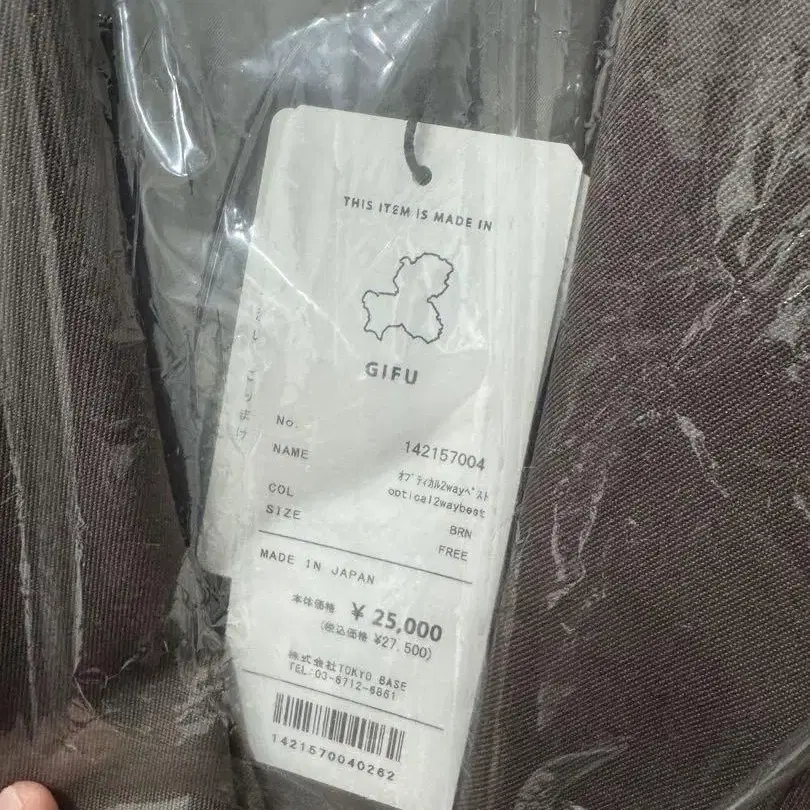 THIS ITEM IS MADE IN
GIFU
No. 142157004
NAME オプティカル2wayベスト
optical2waybest
COL BRN
SIZE FREE
MADE IN JAPAN
本体価格 ¥ 25,000
(税込価格 ¥27,500)
株式会社TOKYO BASE
TEL:03-6712-6861
1421570040262